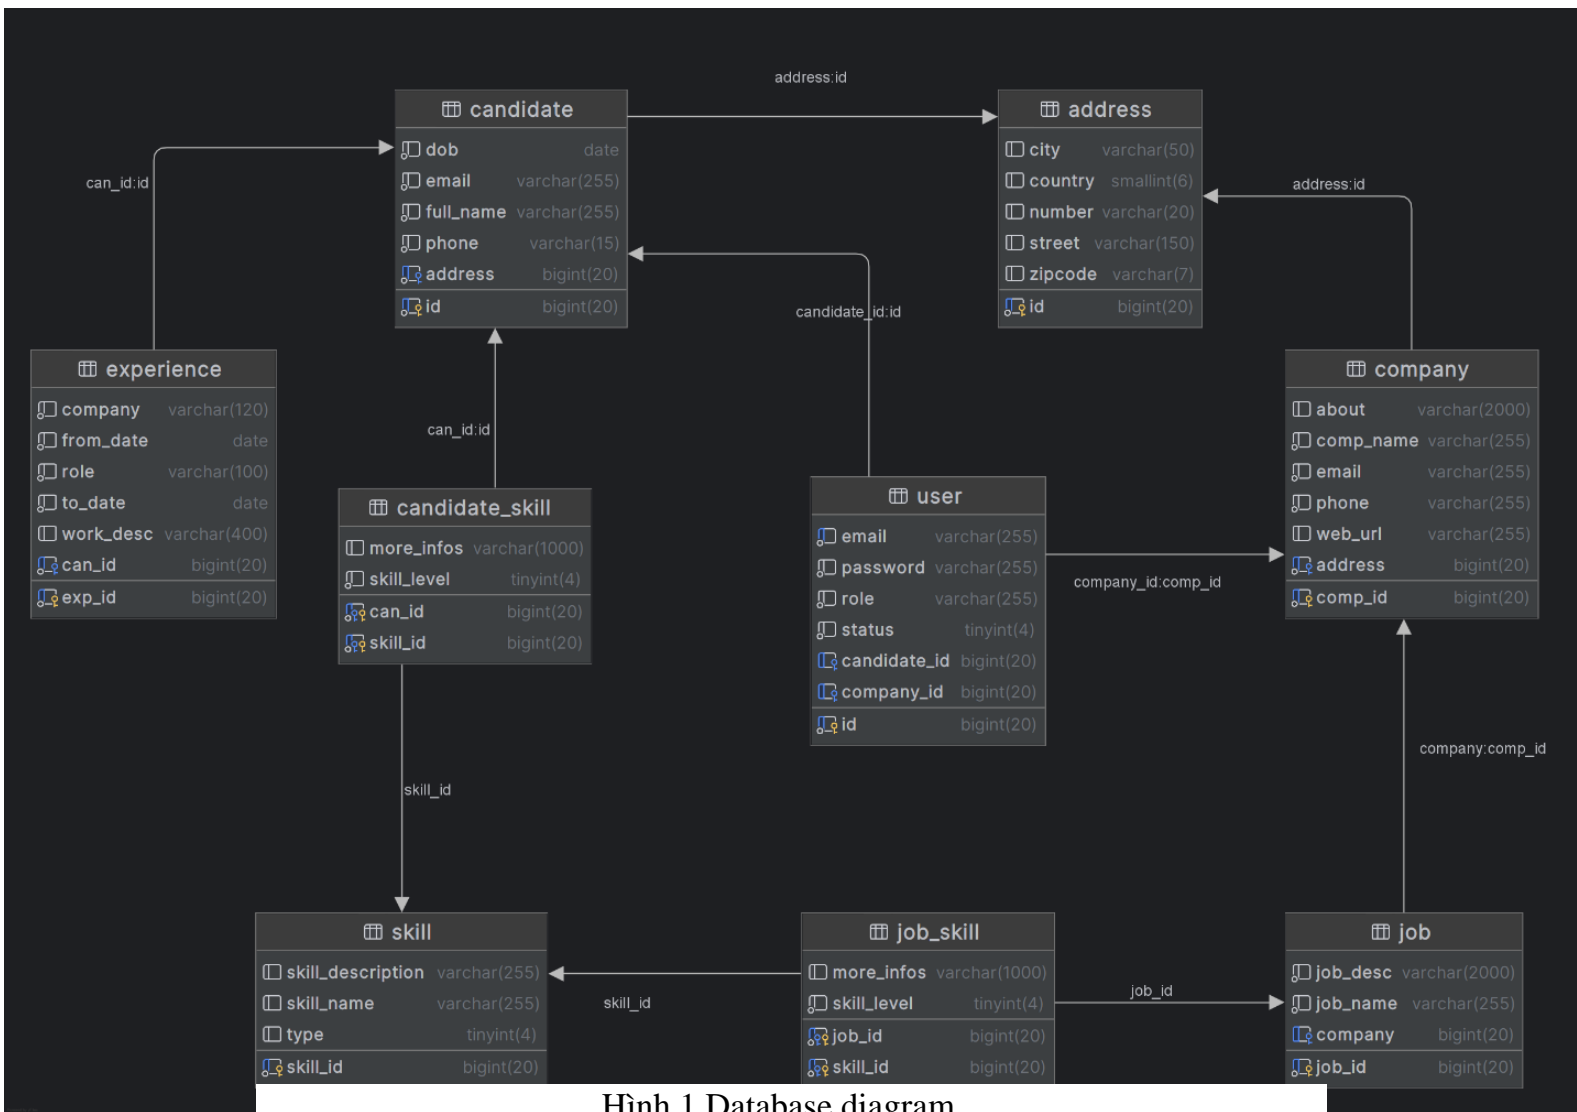 address:id
candidate
dob date
email varchar(255)
full_name varchar(255)
phone varchar(15)
address bigint(20)
id bigint(20)
address
city varchar(50)
country smallint(6)
number varchar(20)
street varchar(150)
zipcode varchar(7)
id bigint(20)
can_id:id
address:id
candidate_id:id
experience
company varchar(120)
from_date date
role varchar(100)
to_date date
work_desc varchar(400)
can_id bigint(20)
exp_id bigint(20)
company
about varchar(2000)
comp_name varchar(255)
email varchar(255)
phone varchar(255)
web_url varchar(255)
address bigint(20)
comp_id bigint(20)
can_id:id
candidate_skill
more_infos varchar(1000)
skill_level tinyint(4)
can_id bigint(20)
skill_id bigint(20)
user
email varchar(255)
password varchar(255)
role varchar(255)
status tinyint(4)
candidate_id bigint(20)
company_id bigint(20)
id bigint(20)
company_id:comp_id
company:comp_id
skill_id
skill
skill_description varchar(255)
skill_name varchar(255)
type tinyint(4)
skill_id bigint(20)
skill_id
job_skill
more_infos varchar(1000)
skill_level tinyint(4)
job_id bigint(20)
skill_id bigint(20)
job_id
job
job_desc varchar(2000)
job_name varchar(255)
company bigint(20)
job_id bigint(20)
Hình 1 Database diagram